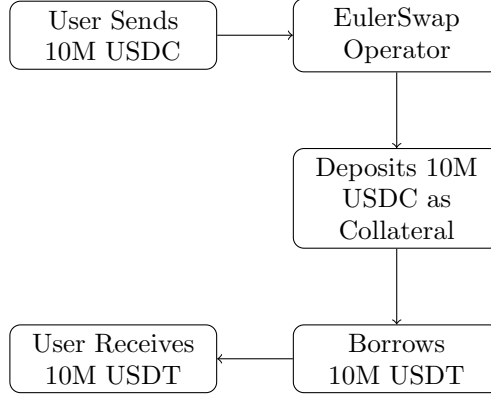 User Sends
10M USDC
EulerSwap
Operator
Deposits 10M
USDC as
Collateral
Borrows
10M USDT
User Receives
10M USDT